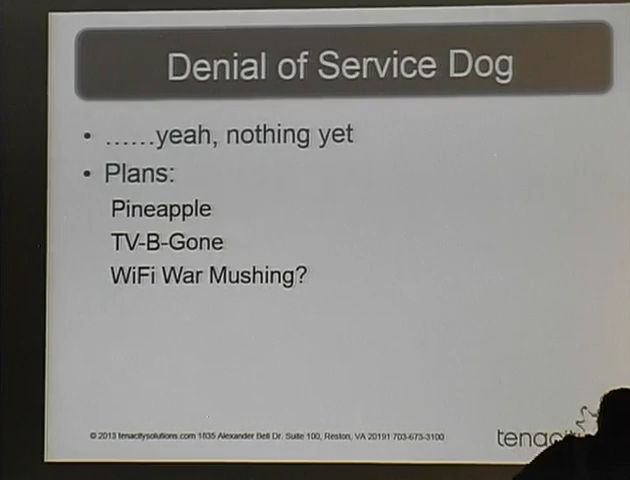 Denial of Service Dog
• ......yeah, nothing yet
• Plans:
Pineapple
TV-B-Gone
WiFi War Mushing?
© 2013 tenacitysolutions.com 1835 Alexander Bell Dr. Suite 100, Reston, VA 20191 703-673-3100